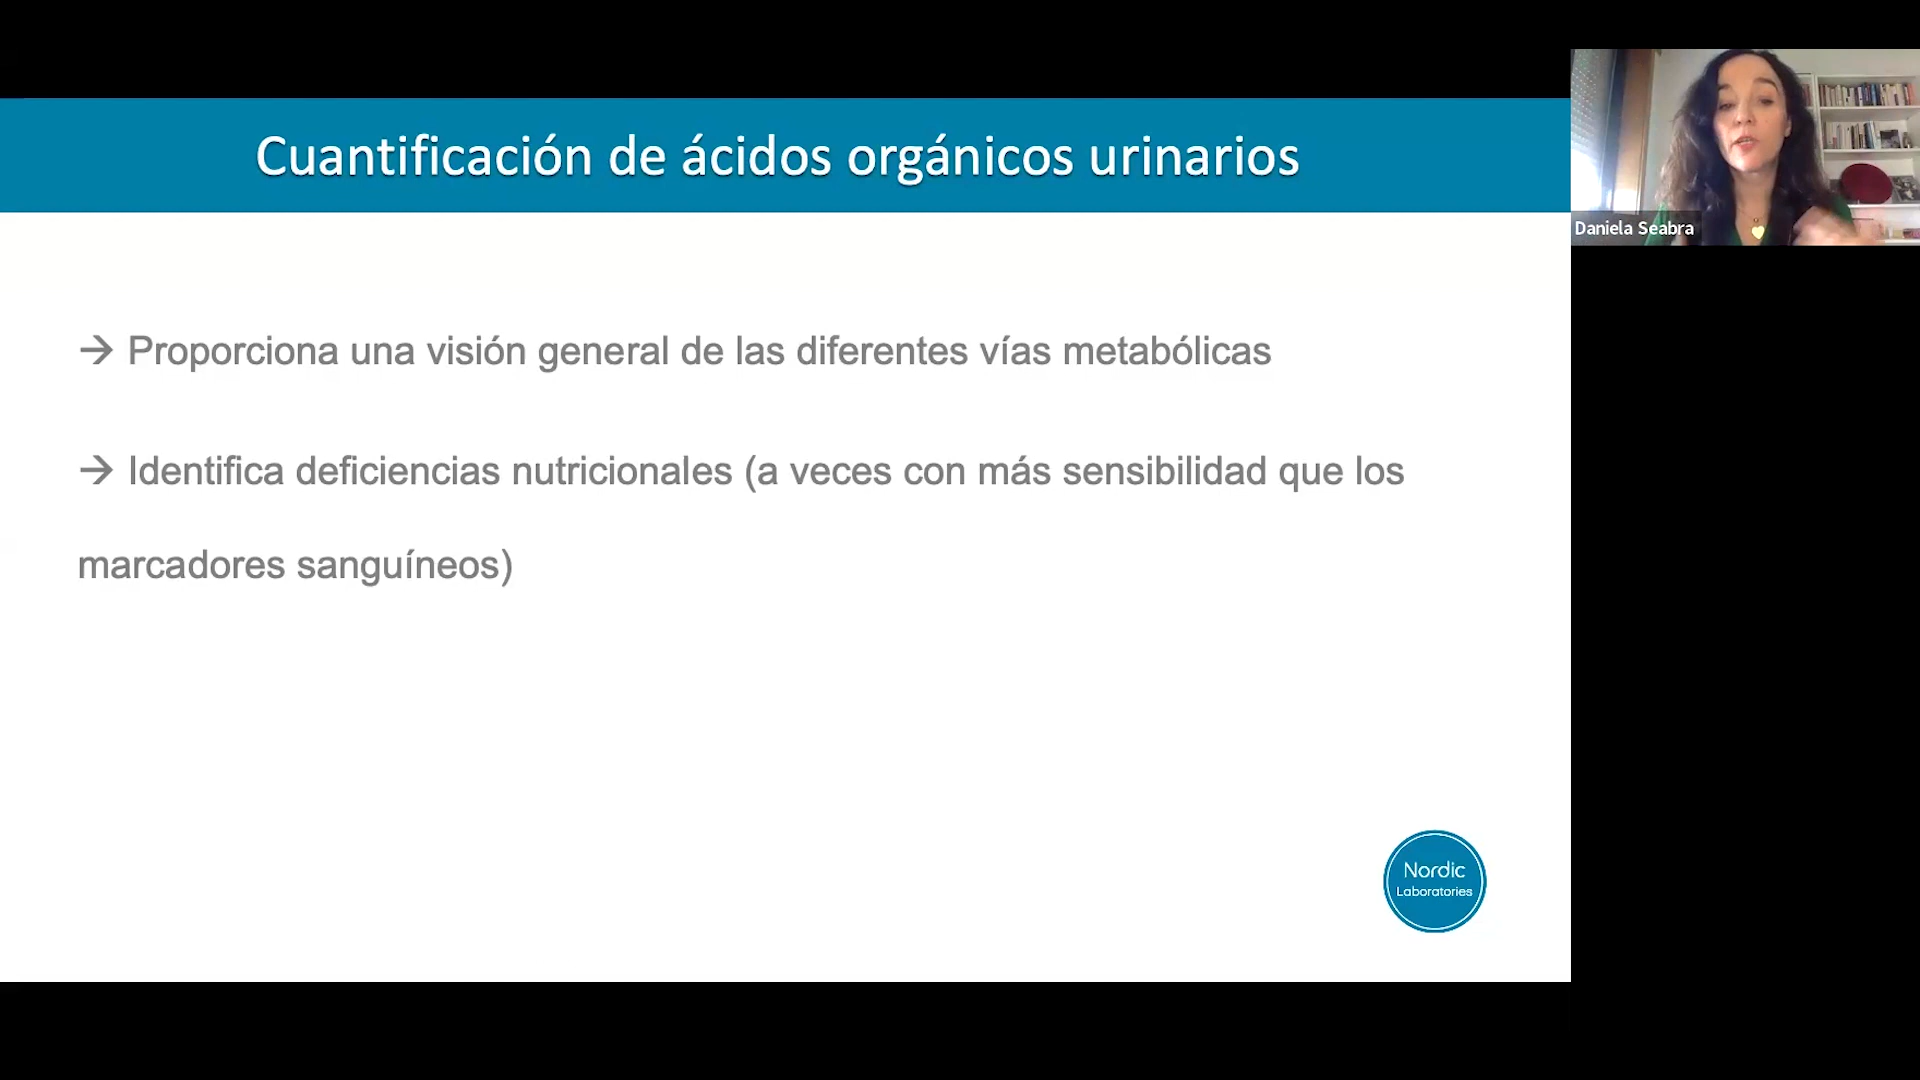 Cuantificación de ácidos orgánicos urinarios
Daniela Seabra
→ Proporciona una visión general de las diferentes vías metabólicas
→ Identifica deficiencias nutricionales (a veces con más sensibilidad que los
marcadores sanguíneos)
Nordic
Laboratories